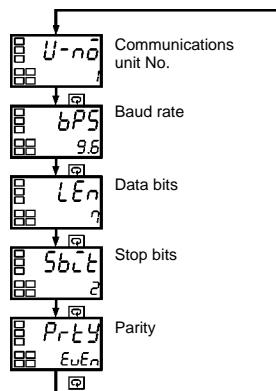 U-no
Communications
unit No.
1
bPS
Baud rate
9.6
LEn
Data bits
7
Sbit
Stop bits
2
PrtY
Parity
EvEn